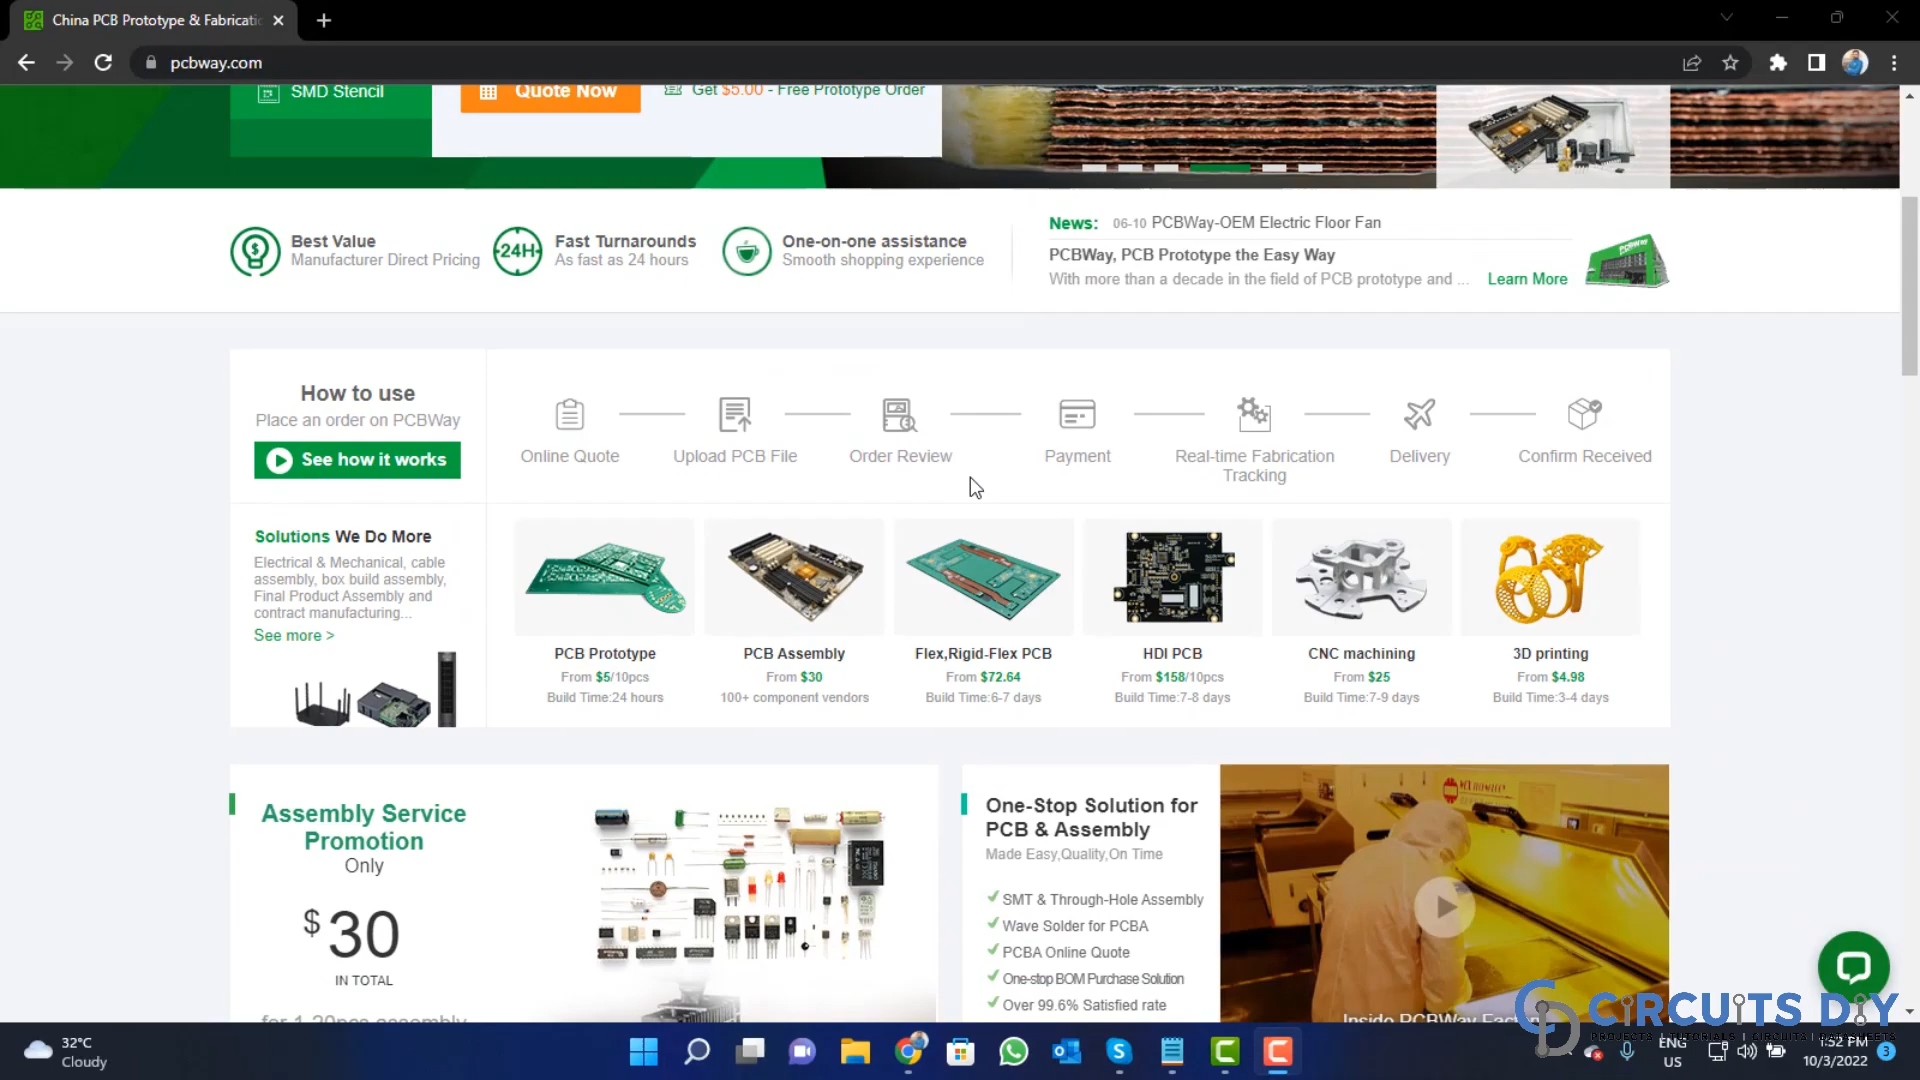 China PCB Prototype & Fabricatio
pcbway.com
SMD Stencil
Quote Now
Get $5.00 - Free Prototype Order
Best Value
Manufacturer Direct Pricing
24H
Fast Turnarounds
As fast as 24 hours
One-on-one assistance
Smooth shopping experience
News: 06-10 PCBWay-OEM Electric Floor Fan
PCBWay, PCB Prototype the Easy Way
With more than a decade in the field of PCB prototype and ... Learn More
How to use
Place an order on PCBWay
See how it works
Online Quote
Upload PCB File
Order Review
Payment
Real-time Fabrication
Tracking
Delivery
Confirm Received
Solutions We Do More
Electrical & Mechanical, cable
assembly, box build assembly,
Final Product Assembly and
contract manufacturing...
See more >
PCB Prototype
From $5/10pcs
Build Time:24 hours
PCB Assembly
From $30
100+ component vendors
Flex,Rigid-Flex PCB
From $72.64
Build Time:6-7 days
HDI PCB
From $158/10pcs
Build Time:7-8 days
CNC machining
From $25
Build Time:7-9 days
3D printing
From $4.98
Build Time:3-4 days
Assembly Service
Promotion
Only
$30
IN TOTAL
for 1-20pcs assembly
One-Stop Solution for
PCB & Assembly
Made Easy,Quality,On Time
SMT & Through-Hole Assembly
Wave Solder for PCBA
PCBA Online Quote
One-stop BOM Purchase Solution
Over 99.6% Satisfied rate
Inside PCBWay Factory
CIRCUITS DIY
PROJECTS | TUTORIALS | CIRCUITS | DATASHEETS
32°C
Cloudy
ENG
US
1:52 PM
10/3/2022
3